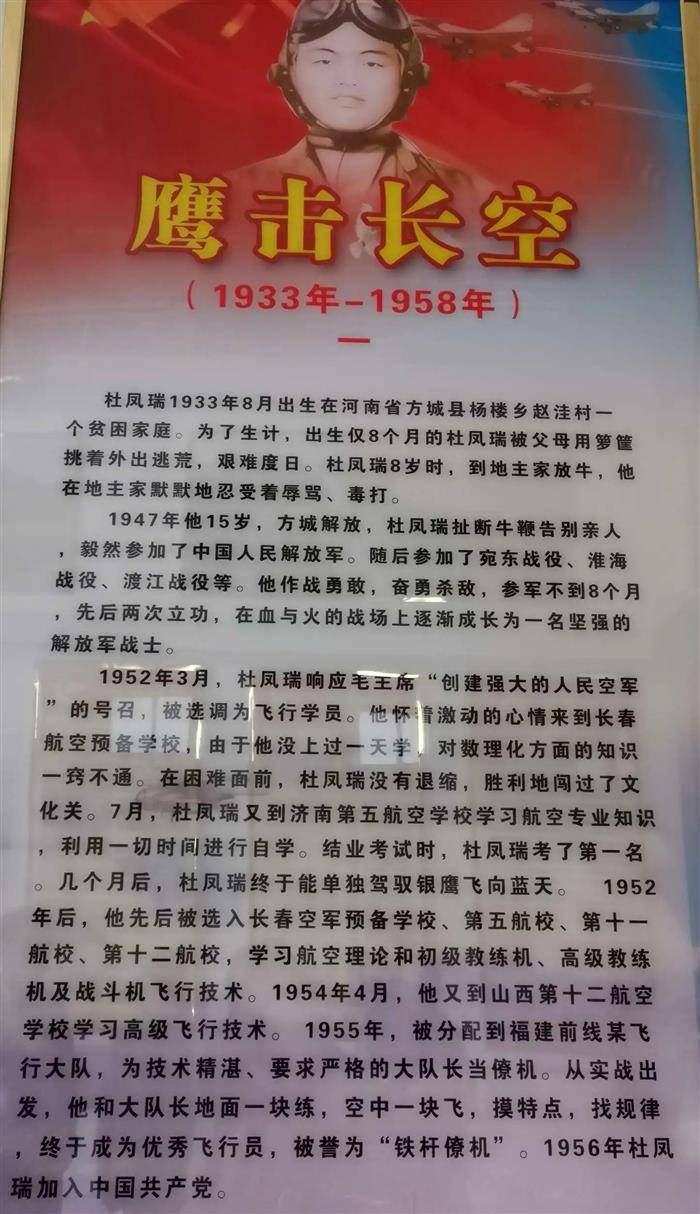 鹰击长空
（1933年-1958年）
杜凤瑞1933年8月出生在河南省方城县杨楼乡赵洼村一
个贫困家庭。为了生计，出生仅8个月的杜凤瑞被父母用箩筐
挑着外出逃荒，艰难度日。杜凤瑞8岁时，到地主家放牛，他
在地主家默默地忍受着辱骂、毒打。
1947年他15岁，方城解放，杜凤瑞扯断牛鞭告别亲人
，毅然参加了中国人民解放军。随后参加了宛东战役、淮海
战役、渡江战役等。他作战勇敢，奋勇杀敌，参军不到8个月
，先后两次立功，在血与火的战场上逐渐成长为一名坚强的
解放军战士。
1952年3月，杜凤瑞响应毛主席“创建强大的人民空军
”的号召，被选调为飞行学员。他怀着激动的心情来到长春
航空预备学校，由于他没上过一天学，对数理化方面的知识
一窍不通。在困难面前，杜凤瑞没有退缩，胜利地闯过了文
化关。7月，杜凤瑞又到济南第五航空学校学习航空专业知识
，利用一切时间进行自学。结业考试时，杜凤瑞考了第一名
。几个月后，杜凤瑞终于能单独驾驭银鹰飞向蓝天。 1952
年后，他先后被选入长春空军预备学校、第五航校、第十一
航校、第十二航校，学习航空理论和初级教练机、高级教练
机及战斗机飞行技术。1954年4月，他又到山西第十二航空
学校学习高级飞行技术。 1955年，被分配到福建前线某飞
行大队，为技术精湛、要求严格的大队长当僚机。从实战出
发，他和大队长地面一块练，空中一块飞，摸特点，找规律
，终于成为优秀飞行员，被誉为“铁杆僚机”。1956年杜凤
瑞加入中国共产党。